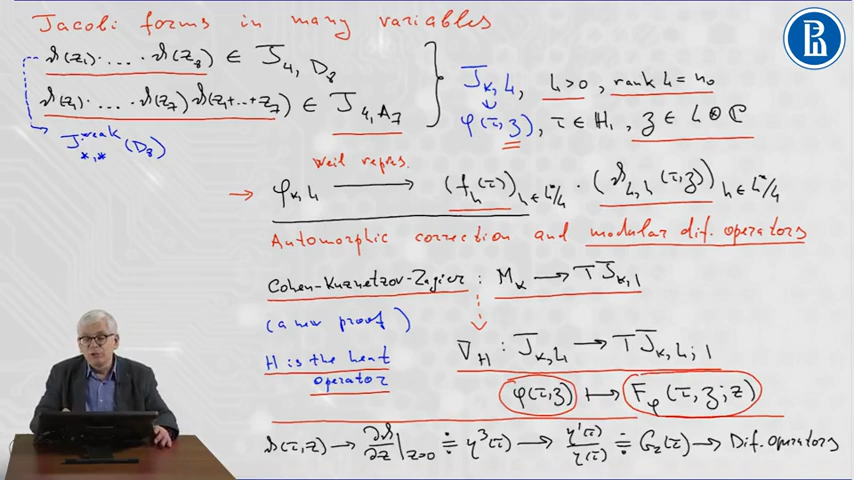 Jacobi forms in many variables
ϑ(z₁)·…·ϑ(z₈) ∈ J₄,D₈
ϑ(z₁)·…·ϑ(z₇)ϑ(z₁+…+z₇) ∈ J₄,A₇
J^weak_*,* (D₈)
J_k,L, L>0, rank L = n₀
φ(τ,𝔷), τ ∈ ℍ₁, 𝔷 ∈ L⊗ℂ
Weil repres.
→ φ_k,L ⟶ (f_h(τ))_h∈L*/L · (ϑ_L,h(τ,𝔷))_h∈L*/L
Automorphic correction and modular dif. operators
Cohen-Kuznetzov-Zagier : M_k → TJ_k,1
(a new proof)
H is the heat
operator
∇_H : J_k,L → TJ_k,L;1
φ(τ,𝔷) ↦ F_φ(τ,𝔷;z)
ϑ(τ,z) → ∂ϑ/∂z|_z=0 ≑ η³(τ) → η'(τ)/η(τ) ≑ G₂(τ) → Dif. operators